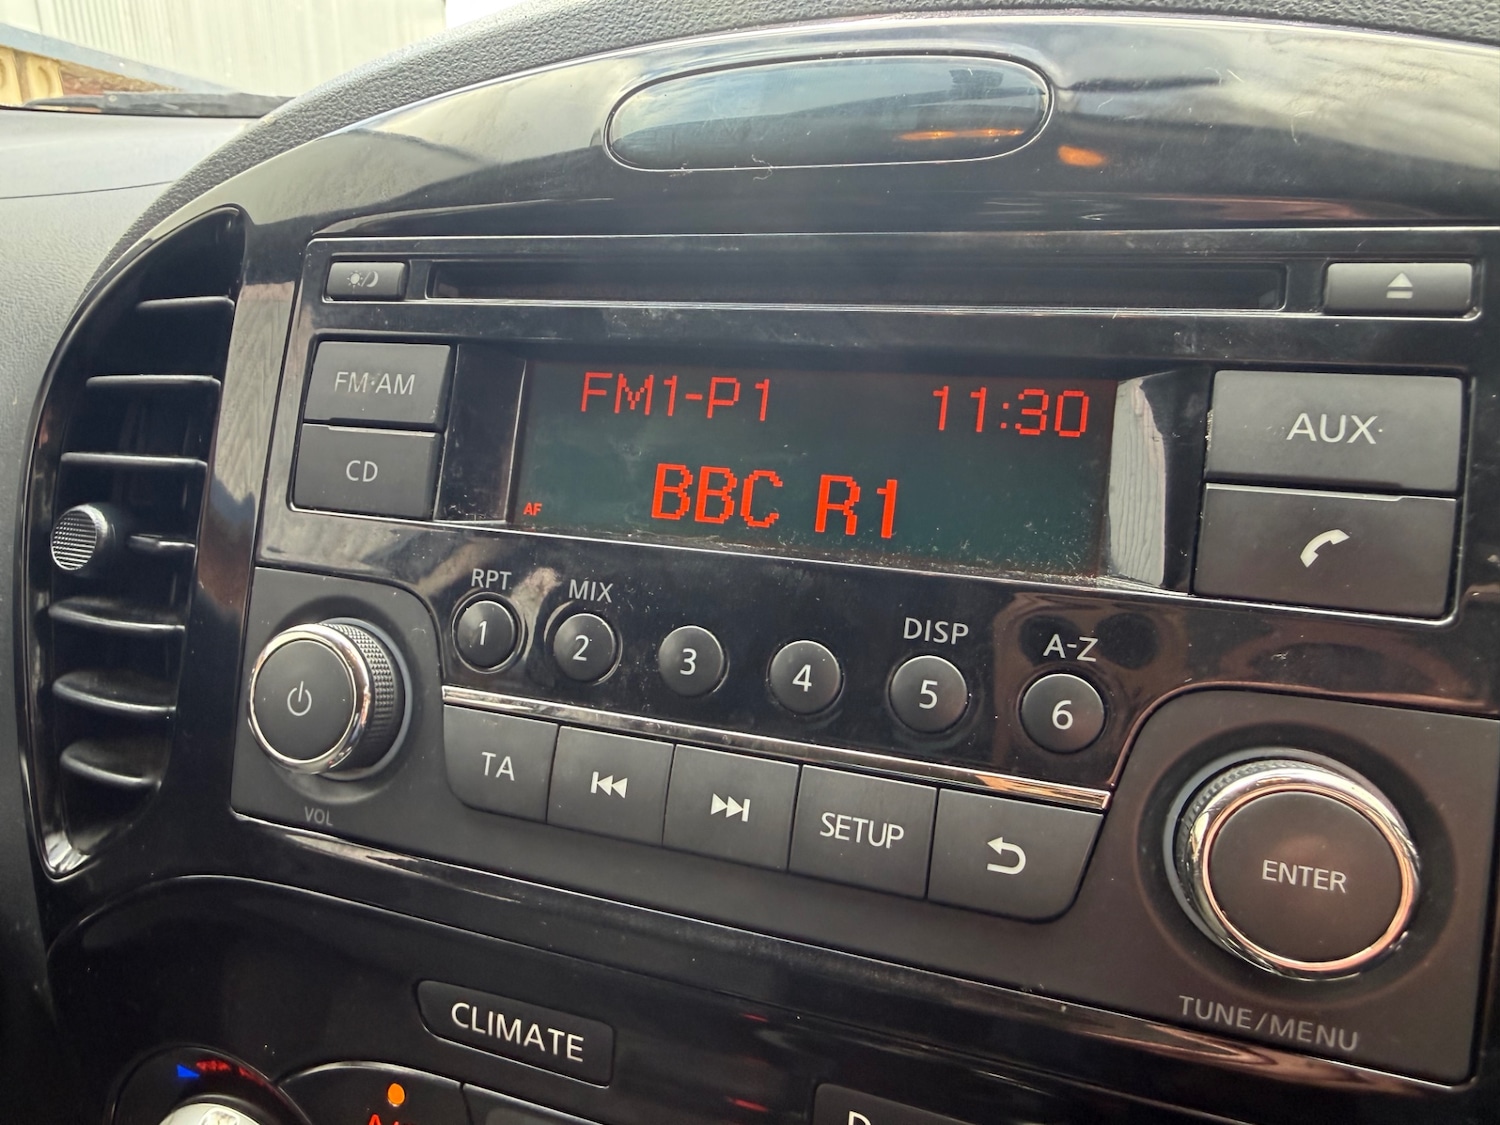 FM·AM
CD
FM1-P1 11:30
BBC R1
AF
AUX
RPT
MIX
DISP
A-Z
1
2
3
4
5
6
TA
SETUP
VOL
ENTER
TUNE/MENU
CLIMATE